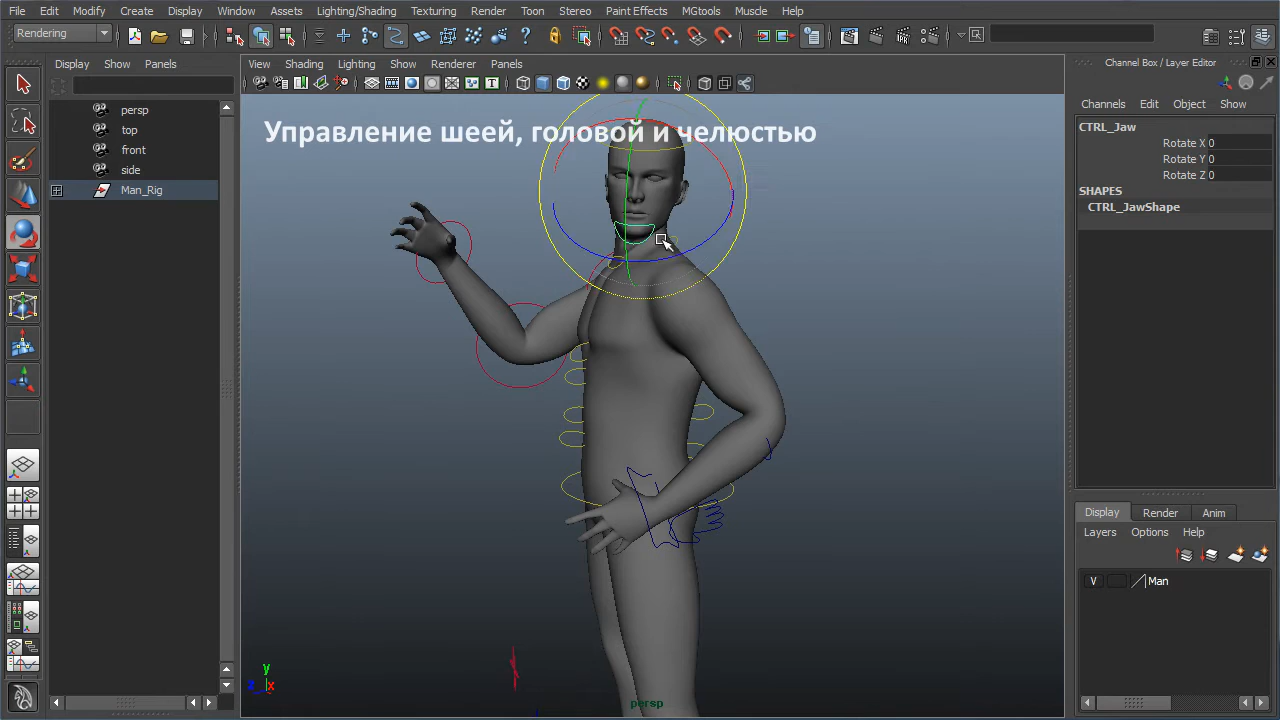 File Edit Modify Create Display Window Assets Lighting/Shading Texturing Render Toon Stereo Paint Effects MGtools Muscle Help
Rendering
Display Show Panels
View Shading Lighting Show Renderer Panels
Channel Box / Layer Editor
Channels Edit Object Show
persp
top
front
side
Man_Rig
Управление шеей, головой и челюстью
CTRL_Jaw
Rotate X 0
Rotate Y 0
Rotate Z 0
SHAPES
CTRL_JawShape
Display Render Anim
Layers Options Help
V Man
y
z x
persp